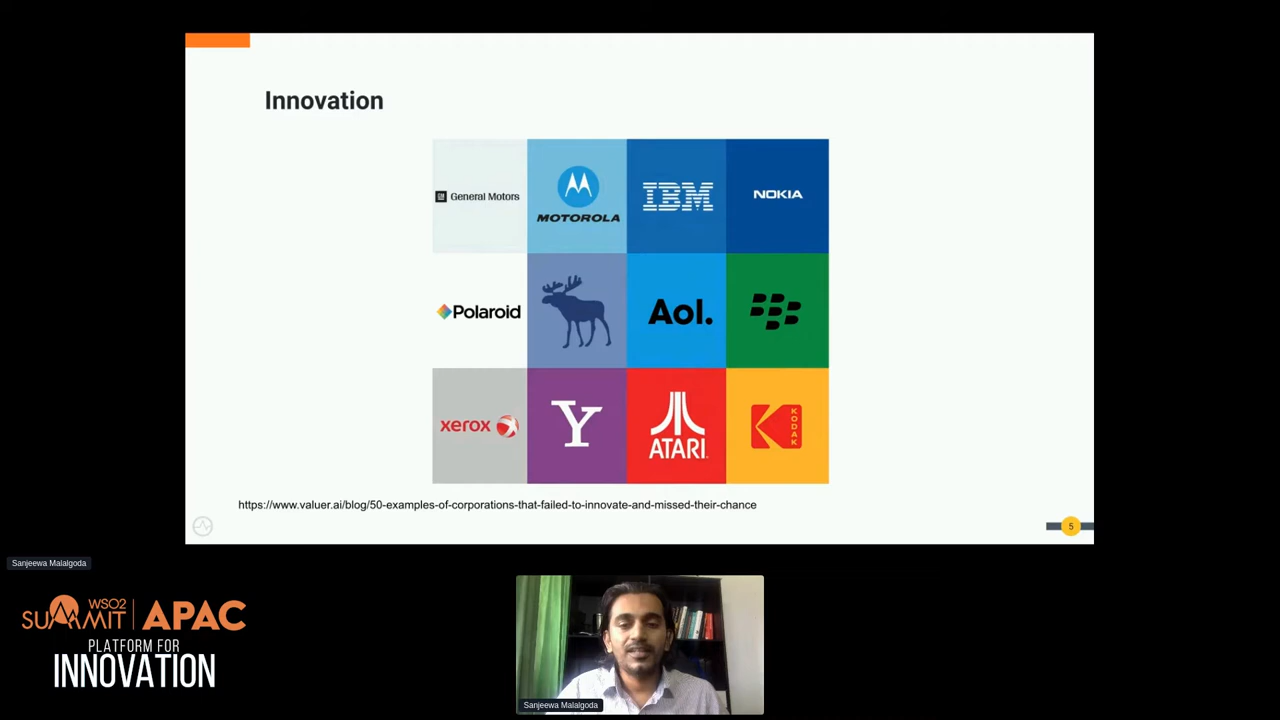 Innovation
GM General Motors
MOTOROLA
IBM
NOKIA
Polaroid
Aol.
xerox
Y
ATARI
KODAK
https://www.valuer.ai/blog/50-examples-of-corporations-that-failed-to-innovate-and-missed-their-chance
5
Sanjeewa Malalgoda
WSO2
SUMMIT APAC
PLATFORM FOR
INNOVATION
Sanjeewa Malalgoda